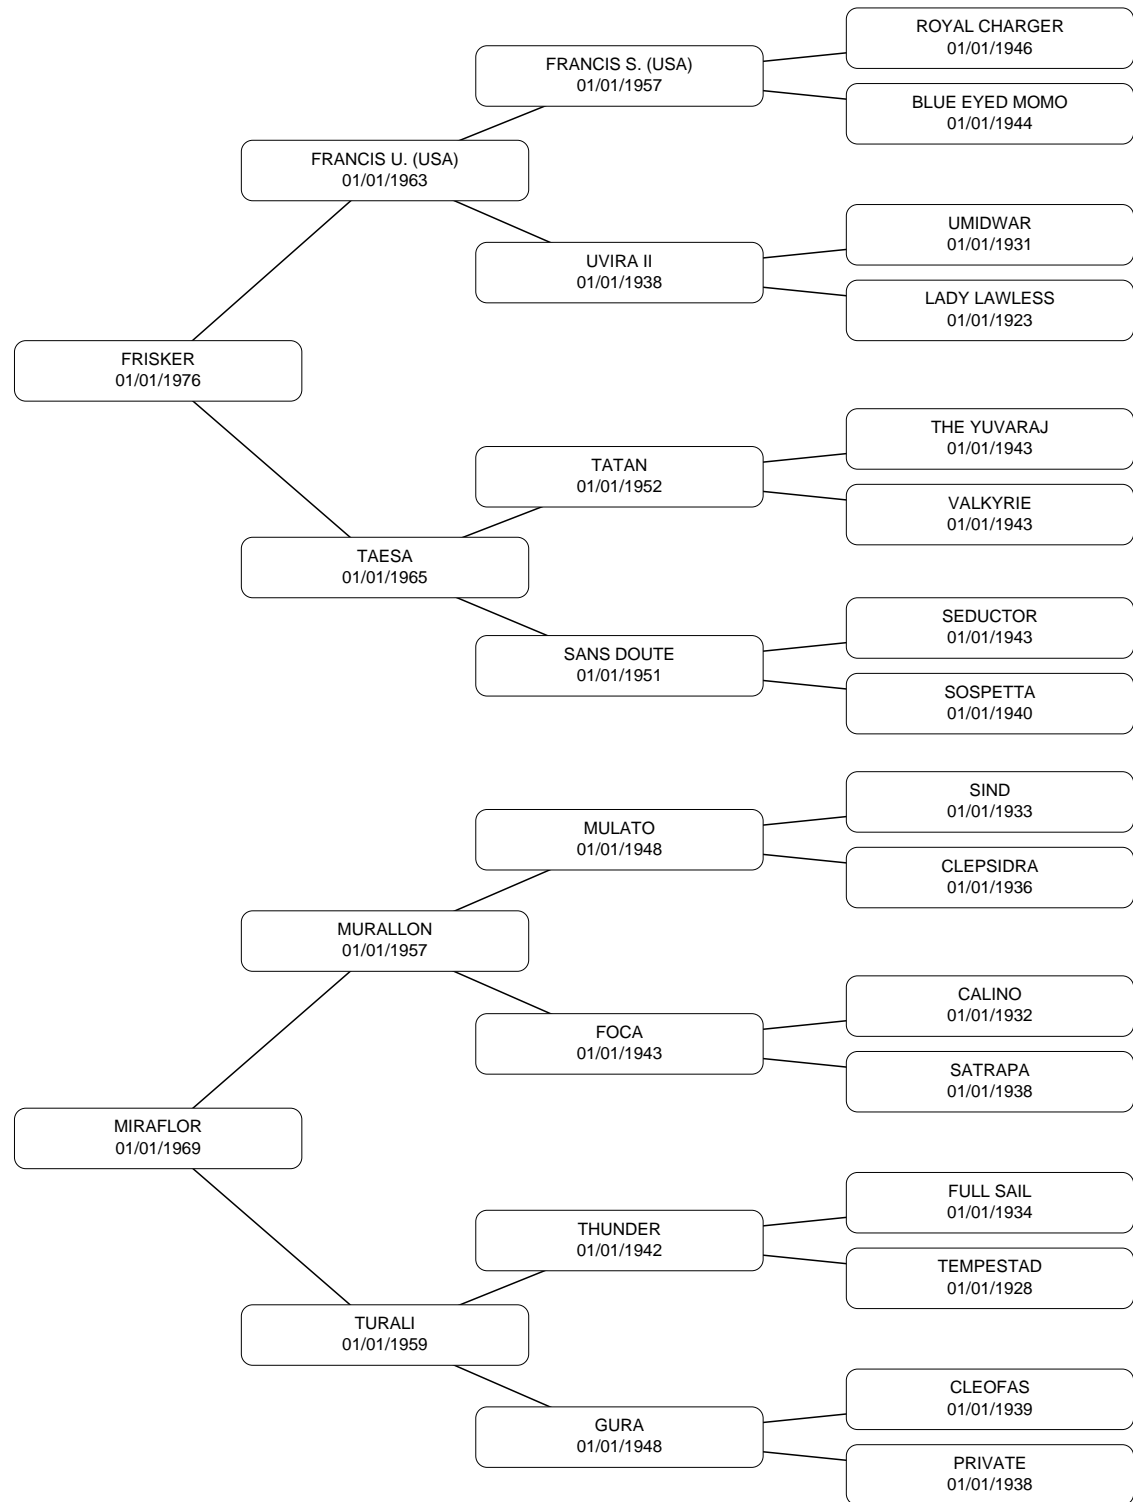 ROYAL CHARGER
01/01/1946
FRANCIS S. (USA)
01/01/1957
BLUE EYED MOMO
01/01/1944
FRANCIS U. (USA)
01/01/1963
UMIDWAR
01/01/1931
UVIRA II
01/01/1938
LADY LAWLESS
01/01/1923
FRISKER
01/01/1976
THE YUVARAJ
01/01/1943
TATAN
01/01/1952
VALKYRIE
01/01/1943
TAESA
01/01/1965
SEDUCTOR
01/01/1943
SANS DOUTE
01/01/1951
SOSPETTA
01/01/1940
SIND
01/01/1933
MULATO
01/01/1948
CLEPSIDRA
01/01/1936
MURALLON
01/01/1957
CALINO
01/01/1932
FOCA
01/01/1943
SATRAPA
01/01/1938
MIRAFLOR
01/01/1969
FULL SAIL
01/01/1934
THUNDER
01/01/1942
TEMPESTAD
01/01/1928
TURALI
01/01/1959
CLEOFAS
01/01/1939
GURA
01/01/1948
PRIVATE
01/01/1938